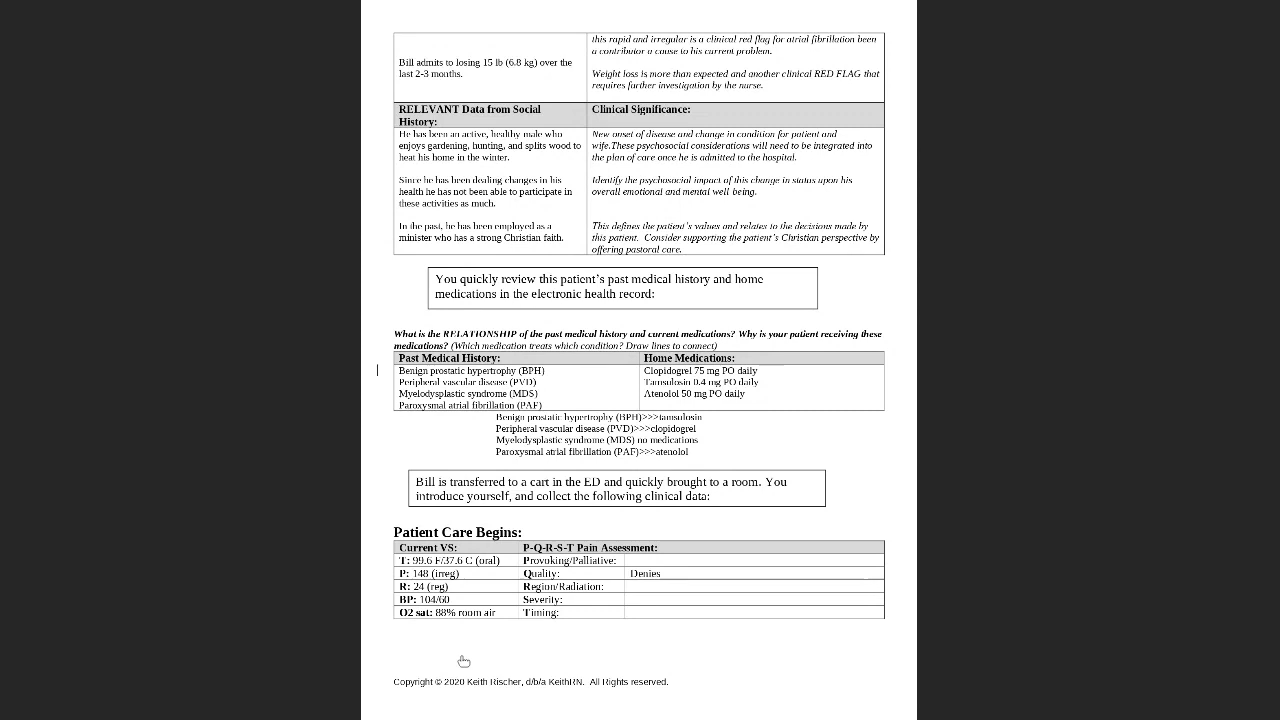 this rapid and irregular is a clinical red flag for atrial fibrillation been
a contributor a cause to his current problem.
Bill admits to losing 15 lb (6.8 kg) over the
last 2-3 months.
Weight loss is more than expected and another clinical RED FLAG that
requires further investigation by the nurse.
RELEVANT Data from Social
History:
Clinical Significance:
He has been an active, healthy male who
enjoys gardening, hunting, and splits wood to
heat his home in the winter.
New onset of disease and change in condition for patient and
wife.These psychosocial considerations will need to be integrated into
the plan of care once he is admitted to the hospital.
Since he has been dealing changes in his
health he has not been able to participate in
these activities as much.
Identify the psychosocial impact of this change in status upon his
overall emotional and mental well being.
In the past, he has been employed as a
minister who has a strong Christian faith.
This defines the patient's values and relates to the decisions made by
this patient.  Consider supporting the patient's Christian perspective by
offering pastoral care.
You quickly review this patient's past medical history and home
medications in the electronic health record:
What is the RELATIONSHIP of the past medical history and current medications? Why is your patient receiving these
medications? (Which medication treats which condition? Draw lines to connect)
Past Medical History:
Home Medications:
Benign prostatic hypertrophy (BPH)
Peripheral vascular disease (PVD)
Myelodysplastic syndrome (MDS)
Paroxysmal atrial fibrillation (PAF)
Clopidogrel 75 mg PO daily
Tamsulosin 0.4 mg PO daily
Atenolol 50 mg PO daily
Benign prostatic hypertrophy (BPH)>>>tamsulosin
Peripheral vascular disease (PVD)>>>clopidogrel
Myelodysplastic syndrome (MDS) no medications
Paroxysmal atrial fibrillation (PAF)>>>atenolol
Bill is transferred to a cart in the ED and quickly brought to a room. You
introduce yourself, and collect the following clinical data:
Patient Care Begins:
Current VS: P-Q-R-S-T Pain Assessment:
T: 99.6 F/37.6 C (oral) Provoking/Palliative:
P: 148 (irreg) Quality: Denies
R: 24 (reg) Region/Radiation:
BP: 104/60 Severity:
O2 sat: 88% room air Timing:
Copyright © 2020 Keith Rischer, d/b/a KeithRN.  All Rights reserved.